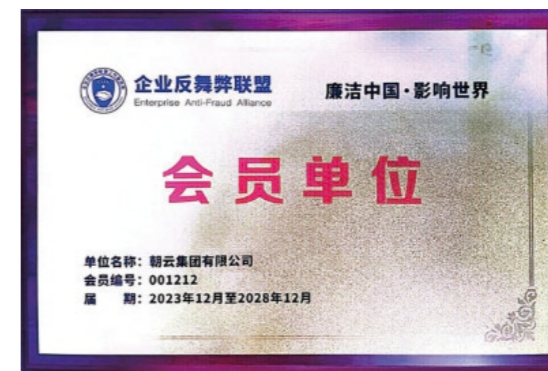 企业反舞弊联盟
Enterprise Anti-Fraud Alliance
廉洁中国·影响世界
会员单位
单位名称：朝云集团有限公司
会员编号：001212
届 期：2023年12月至2028年12月